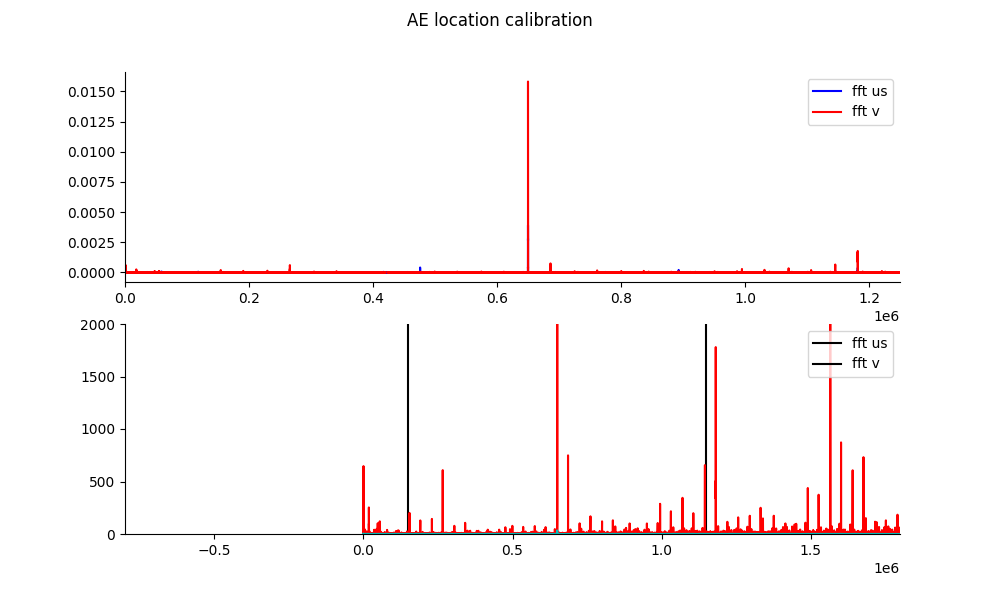 AE location calibration
0.0150
0.0125
0.0100
0.0075
0.0050
0.0025
0.0000
fft us
fft v
0.0 0.2 0.4 0.6 0.8 1.0 1.2
1e6
2000
1500
1000
500
0
fft us
fft v
−0.5 0.0 0.5 1.0 1.5
1e6